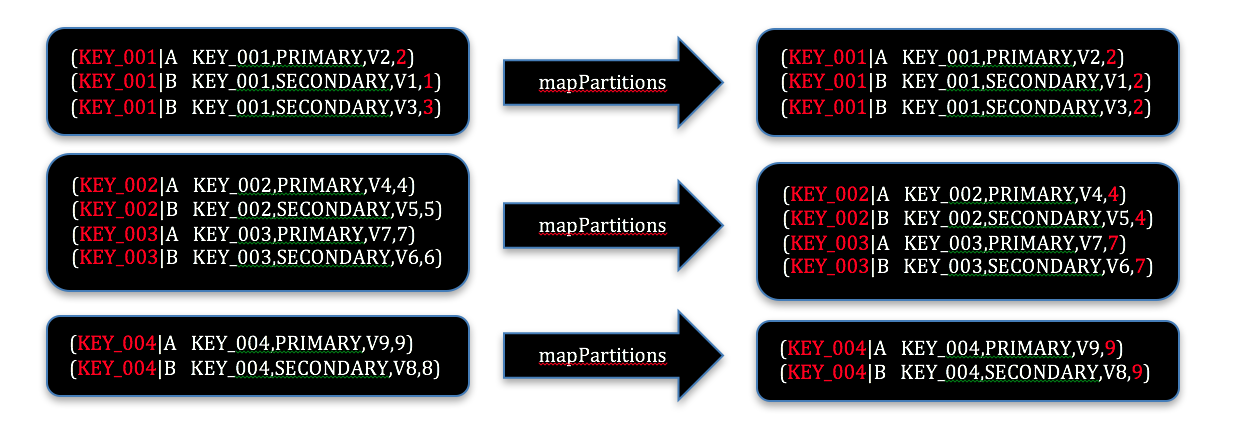 (KEY_001|A KEY_001,PRIMARY,V2,2)
(KEY_001|B KEY_001,SECONDARY,V1,1)
(KEY_001|B KEY_001,SECONDARY,V3,3)
mapPartitions
(KEY_001|A KEY_001,PRIMARY,V2,2)
(KEY_001|B KEY_001,SECONDARY,V1,2)
(KEY_001|B KEY_001,SECONDARY,V3,2)
(KEY_002|A KEY_002,PRIMARY,V4,4)
(KEY_002|B KEY_002,SECONDARY,V5,5)
(KEY_003|A KEY_003,PRIMARY,V7,7)
(KEY_003|B KEY_003,SECONDARY,V6,6)
mapPartitions
(KEY_002|A KEY_002,PRIMARY,V4,4)
(KEY_002|B KEY_002,SECONDARY,V5,4)
(KEY_003|A KEY_003,PRIMARY,V7,7)
(KEY_003|B KEY_003,SECONDARY,V6,7)
(KEY_004|A KEY_004,PRIMARY,V9,9)
(KEY_004|B KEY_004,SECONDARY,V8,8)
mapPartitions
(KEY_004|A KEY_004,PRIMARY,V9,9)
(KEY_004|B KEY_004,SECONDARY,V8,9)